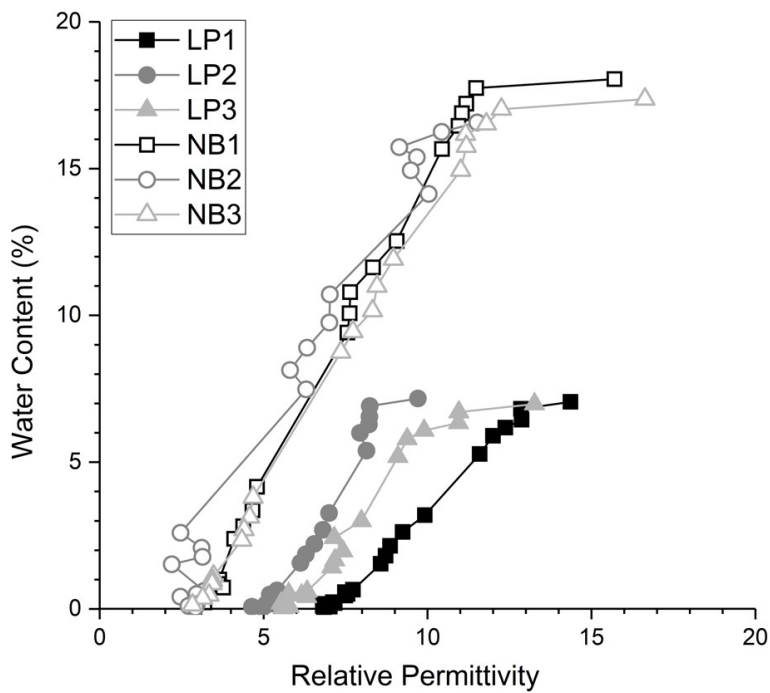 20
15
10
5
0
LP1
LP2
LP3
NB1
NB2
NB3
Water Content (%)
0 5 10 15 20
Relative Permittivity